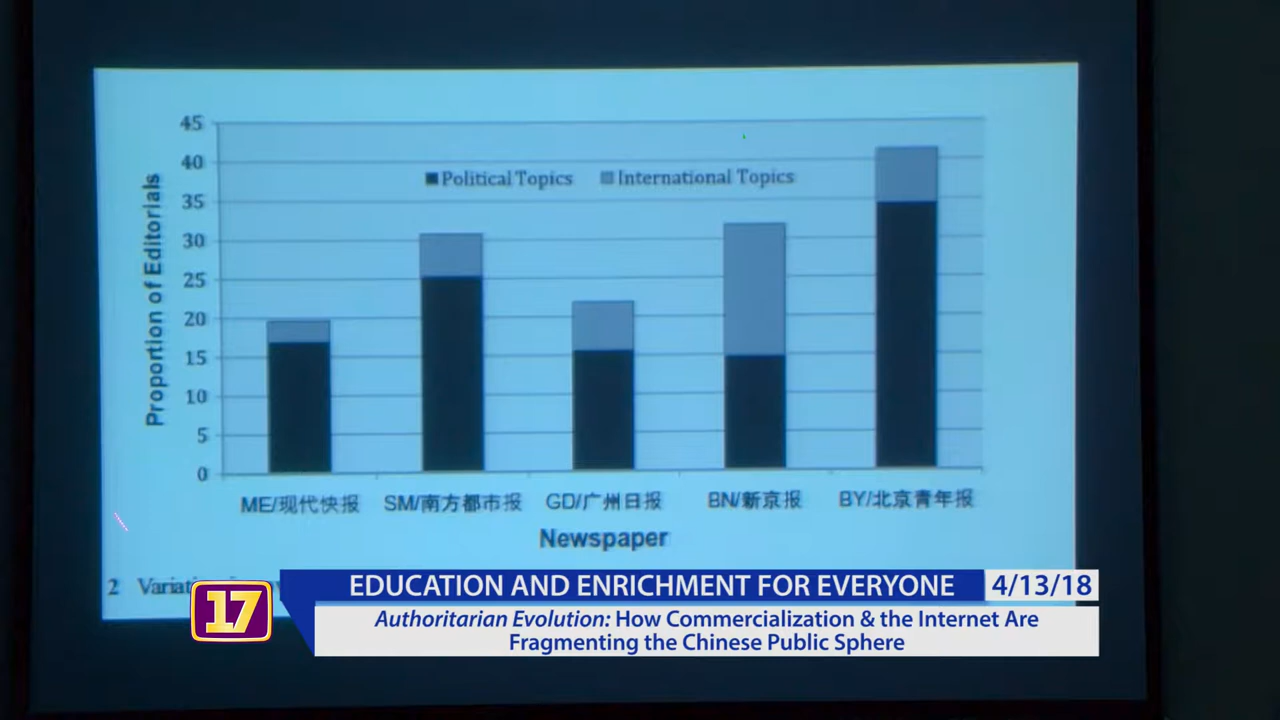 45
40
35
30
25
20
15
10
5
0
Proportion of Editorials
Political Topics International Topics
ME/现代快报 SM/南方都市报 GD/广州日报 BN/新京报 BY/北京青年报
Newspaper
2
17
EDUCATION AND ENRICHMENT FOR EVERYONE 4/13/18
Authoritarian Evolution: How Commercialization & the Internet Are
Fragmenting the Chinese Public Sphere